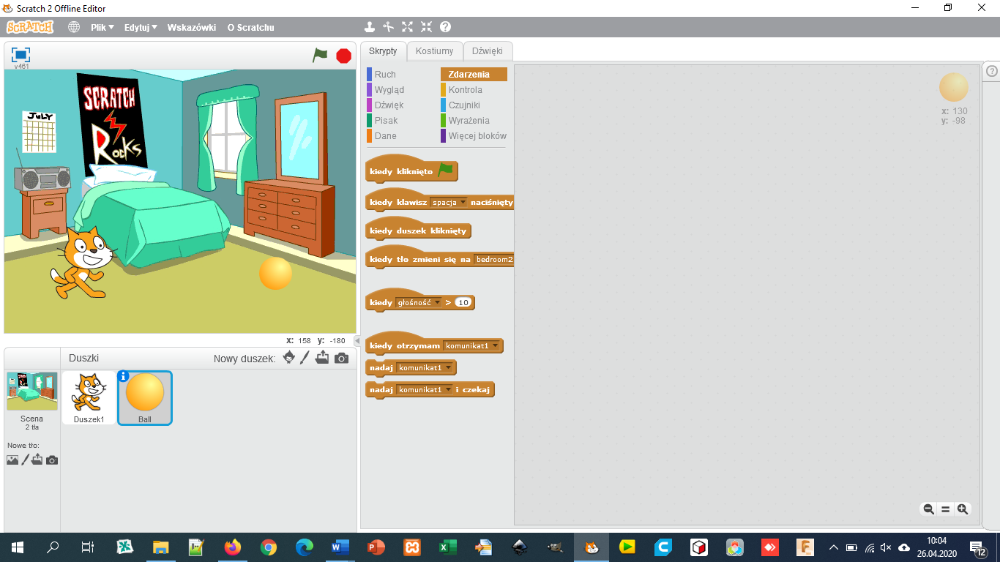 Scratch 2 Offline Editor
SCRATCH
Plik
Edytuj
Wskazówki
O Scratchu
v461
SCRATCH
Rocks
JULY
x: 158 y: -180
Duszki
Nowy duszek:
Scena
2 tła
Nowe tło:
Duszek1
Ball
Skrypty
Kostiumy
Dźwięki
Ruch
Zdarzenia
Wygląd
Kontrola
Dźwięk
Czujniki
Pisak
Wyrażenia
Dane
Więcej bloków
kiedy kliknięto
kiedy klawisz spacja naciśnięty
kiedy duszek kliknięty
kiedy tło zmieni się na bedroom2
kiedy głośność > 10
kiedy otrzymam komunikat1
nadaj komunikat1
nadaj komunikat1 i czekaj
x: 130
y: -98
10:04
26.04.2020
12